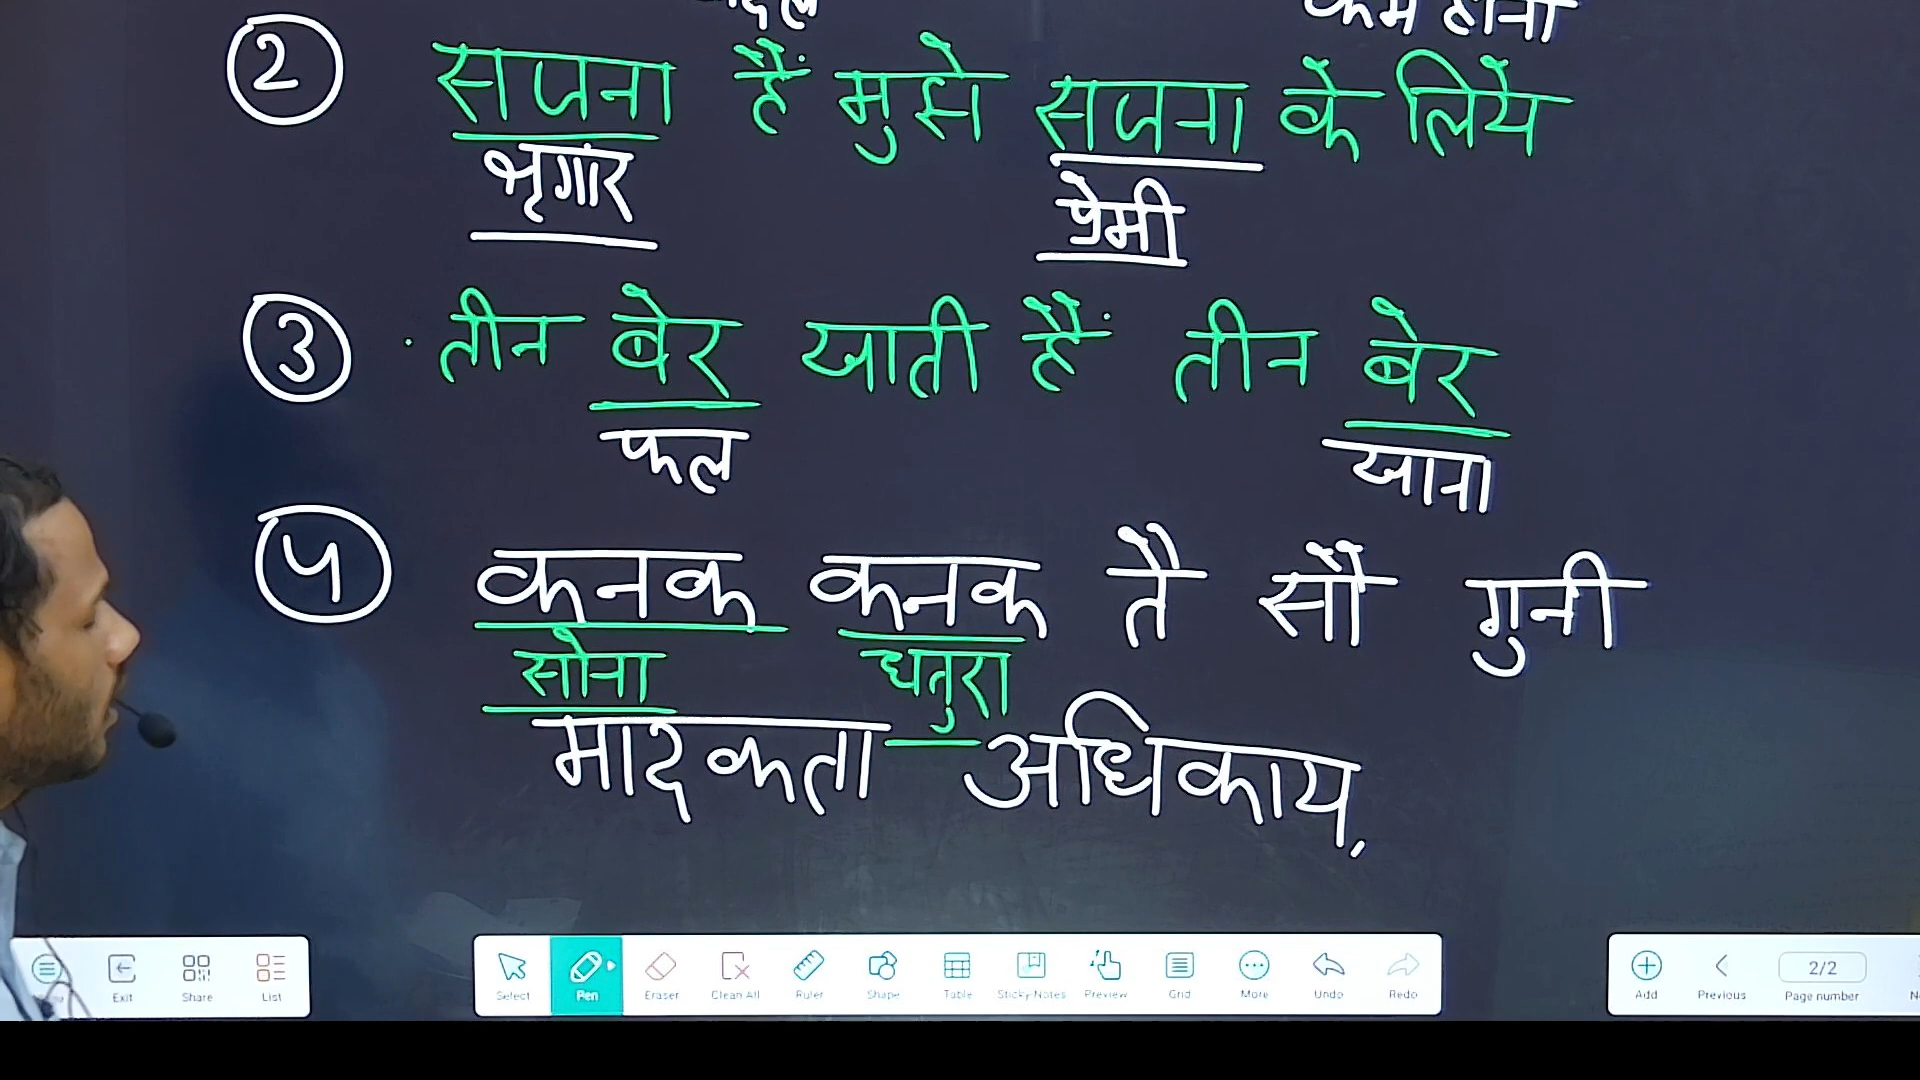 कम होना
2 सजना हैं मुझे सजना के लिये
श्रृगांर प्रेमी
3 तीन बेर खाती हैं तीन बेर
फल यात्रा
4 कनक कनक तै सौ गुनी
सोना धतुरा
मादकता अधिकाय,
Exit Share List Select Pen Eraser Clean All Ruler Shape Table Sticky Notes Preview Grid More Undo Redo Add Previous 2/2 Page number